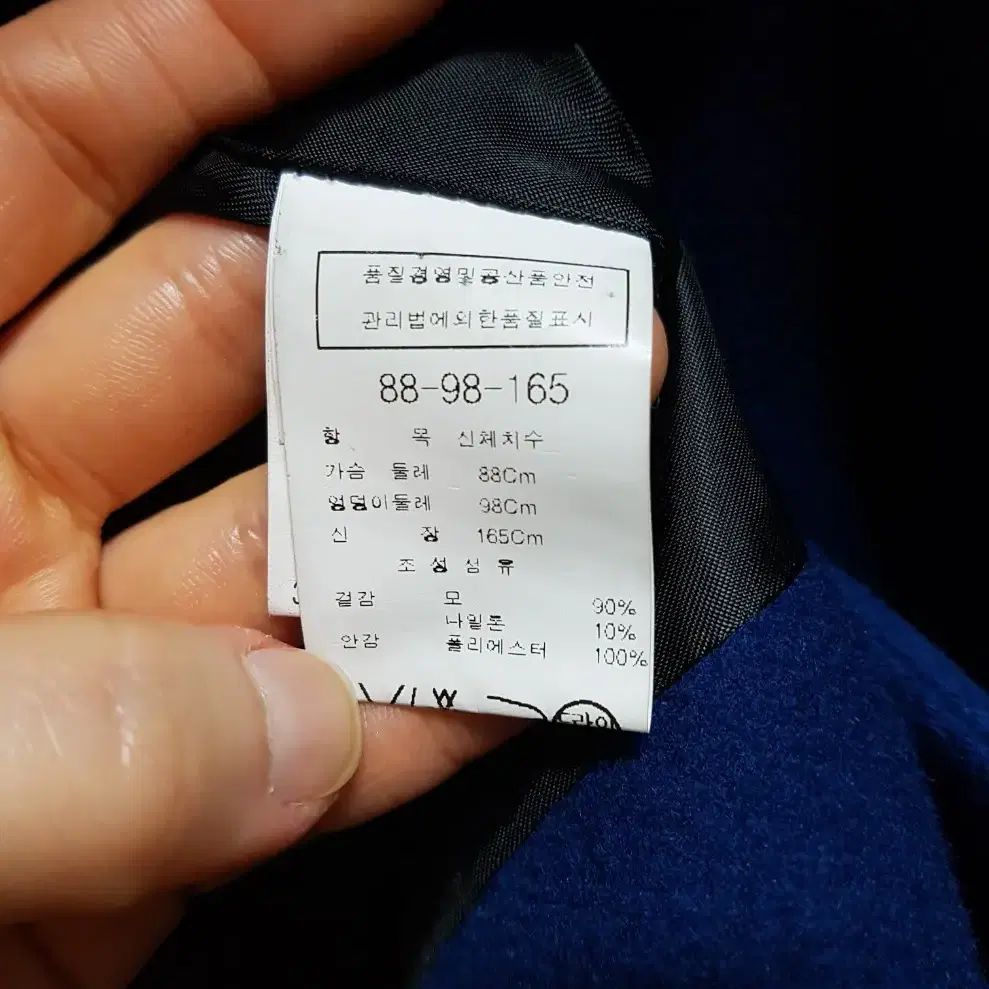 품질경영및공산품안전
관리법에의한품질표시
88-98-165
항 목 신체치수
가슴 둘레 88Cm
엉덩이둘레 98Cm
신 장 165Cm
조 성 섬 유
겉감 모 90%
나일론 10%
안감 폴리에스터 100%
드라이